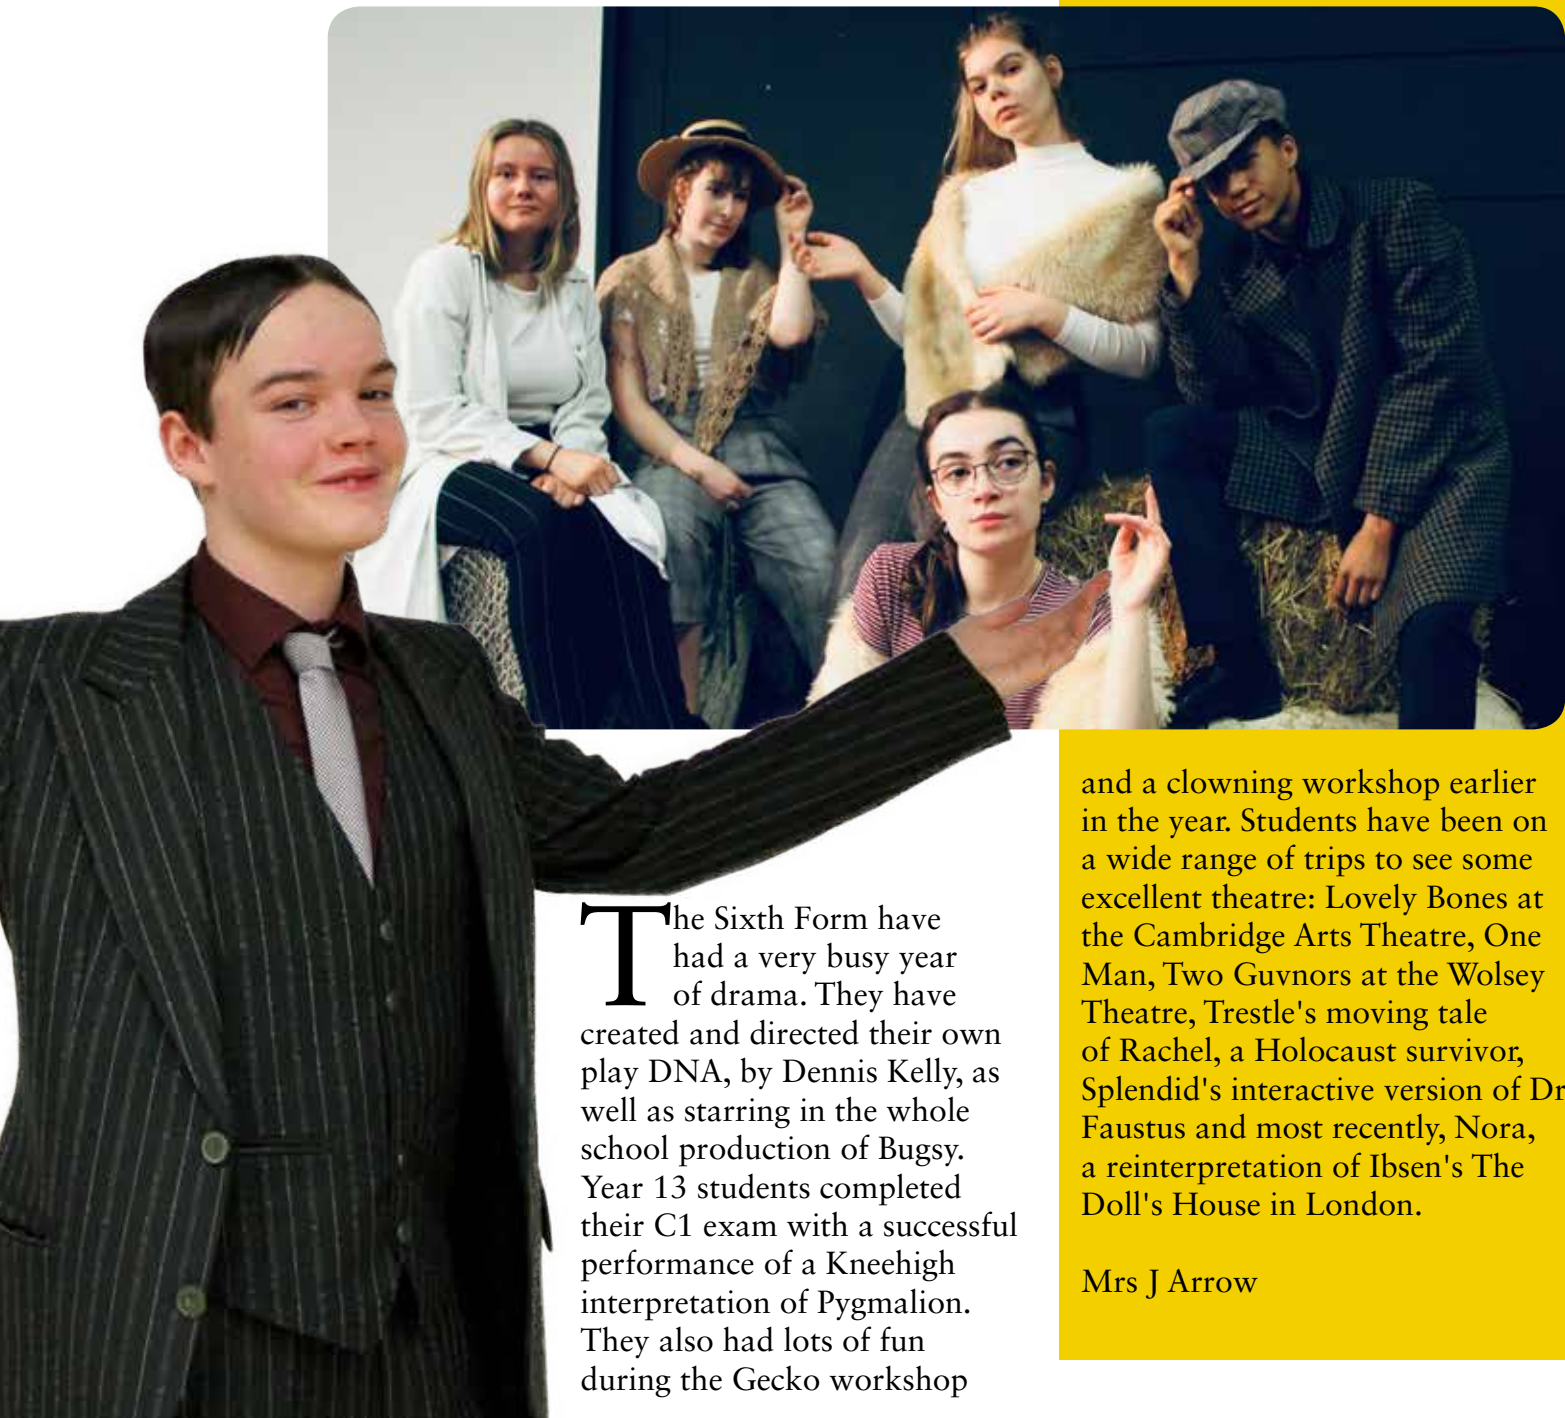 The Sixth Form have
had a very busy year
of drama. They have
created and directed their own
play DNA, by Dennis Kelly, as
well as starring in the whole
school production of Bugsy.
Year 13 students completed
their C1 exam with a successful
performance of a Kneehigh
interpretation of Pygmalion.
They also had lots of fun
during the Gecko workshop
and a clowning workshop earlier
in the year. Students have been on
a wide range of trips to see some
excellent theatre: Lovely Bones at
the Cambridge Arts Theatre, One
Man, Two Guvnors at the Wolsey
Theatre, Trestle's moving tale
of Rachel, a Holocaust survivor,
Splendid's interactive version of Dr
Faustus and most recently, Nora,
a reinterpretation of Ibsen's The
Doll's House in London.
Mrs J Arrow